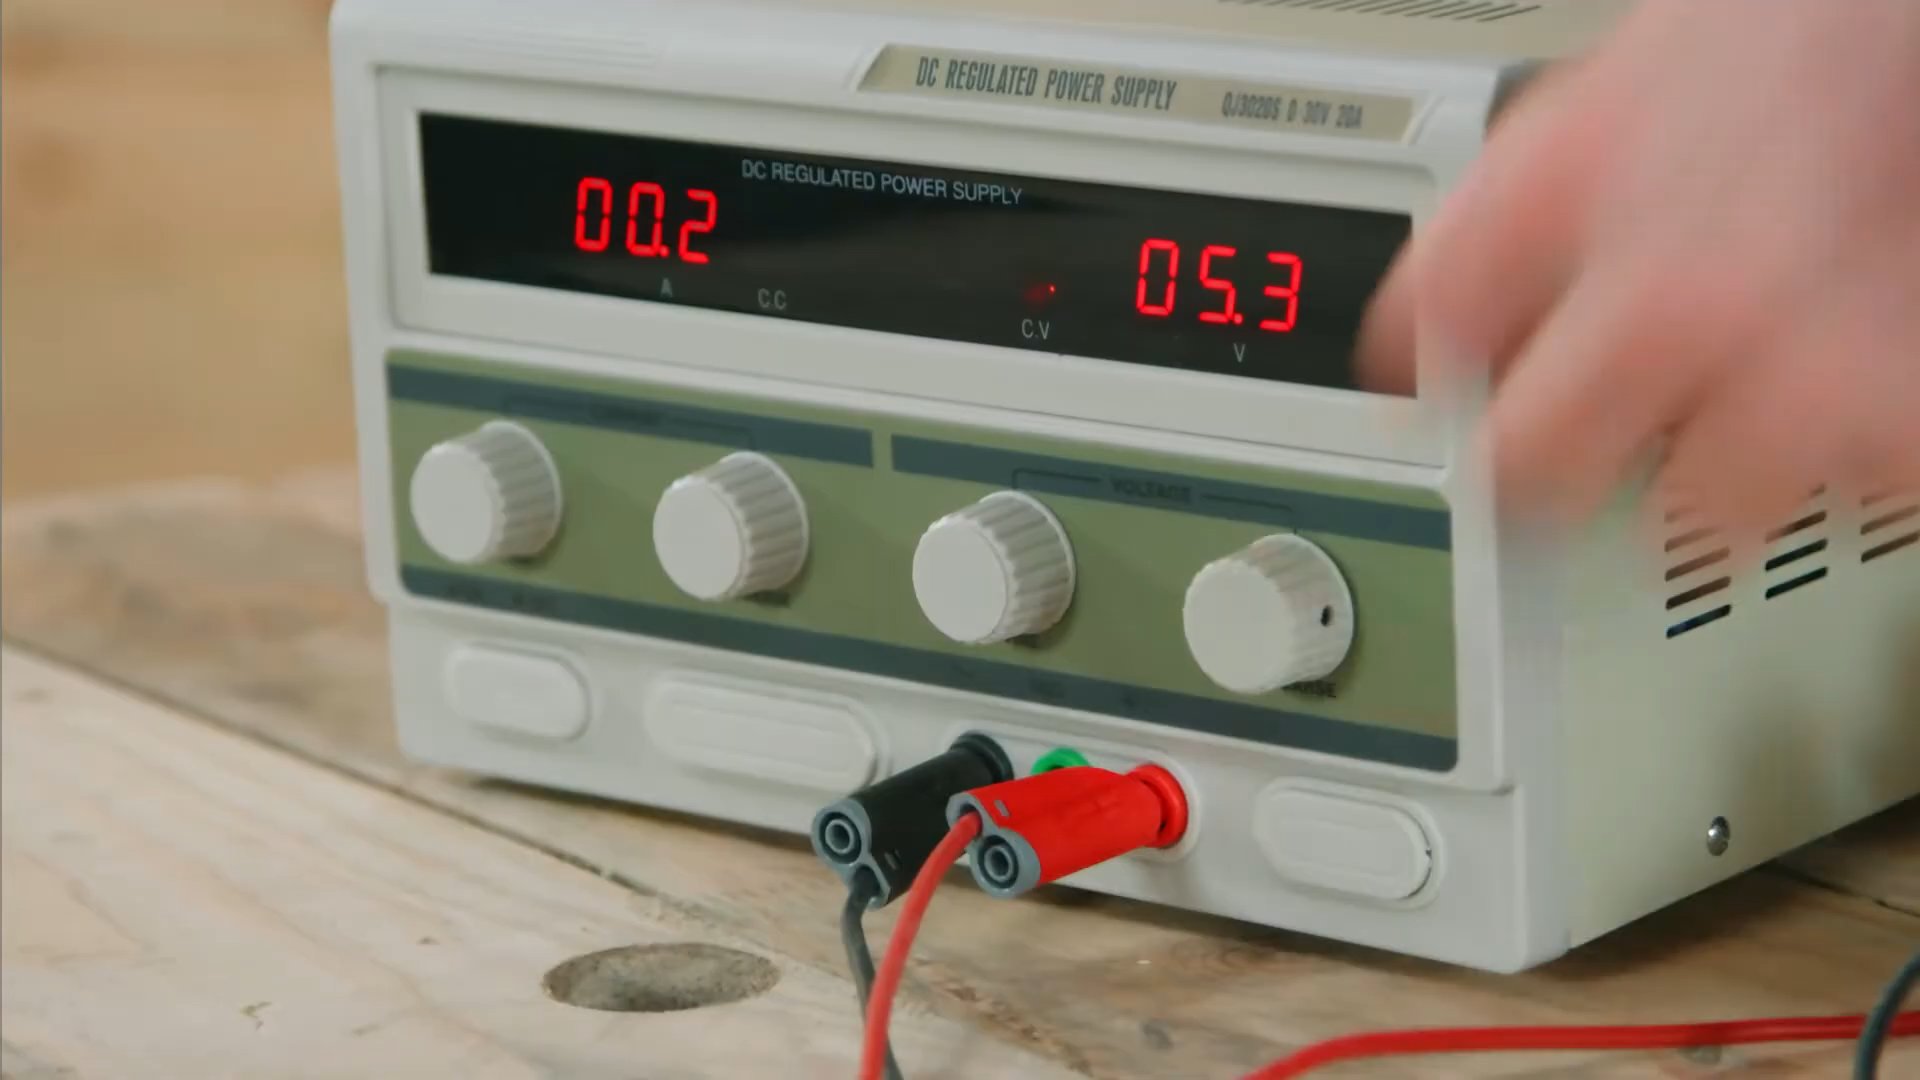 DC REGULATED POWER SUPPLY QJ3020S 0 30V 20A
DC REGULATED POWER SUPPLY
00.2
05.3
A
C.C
C.V
V
VOLTAGE